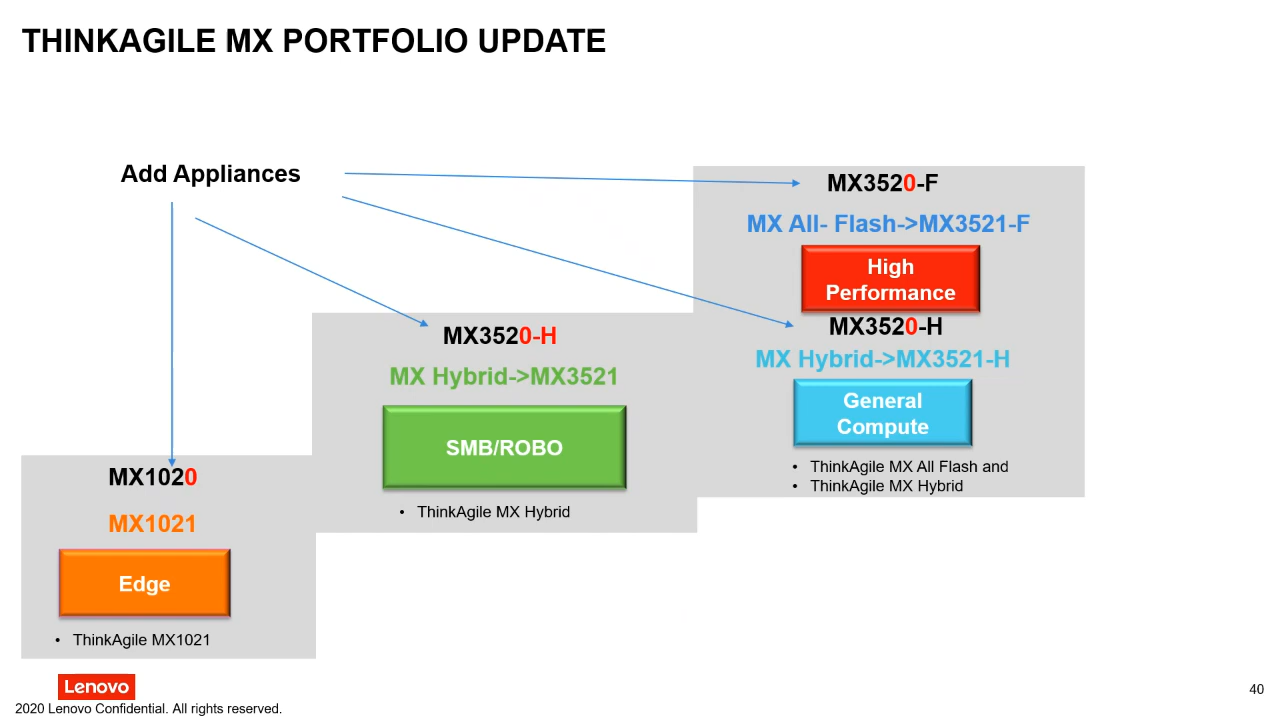 THINKAGILE MX PORTFOLIO UPDATE
Add Appliances
MX3520-F
MX All- Flash->MX3521-F
High
Performance
MX3520-H
MX Hybrid->MX3521-H
General
Compute
• ThinkAgile MX All Flash and
• ThinkAgile MX Hybrid
MX3520-H
MX Hybrid->MX3521
SMB/ROBO
• ThinkAgile MX Hybrid
MX1020
MX1021
Edge
• ThinkAgile MX1021
Lenovo
2020 Lenovo Confidential. All rights reserved.
40